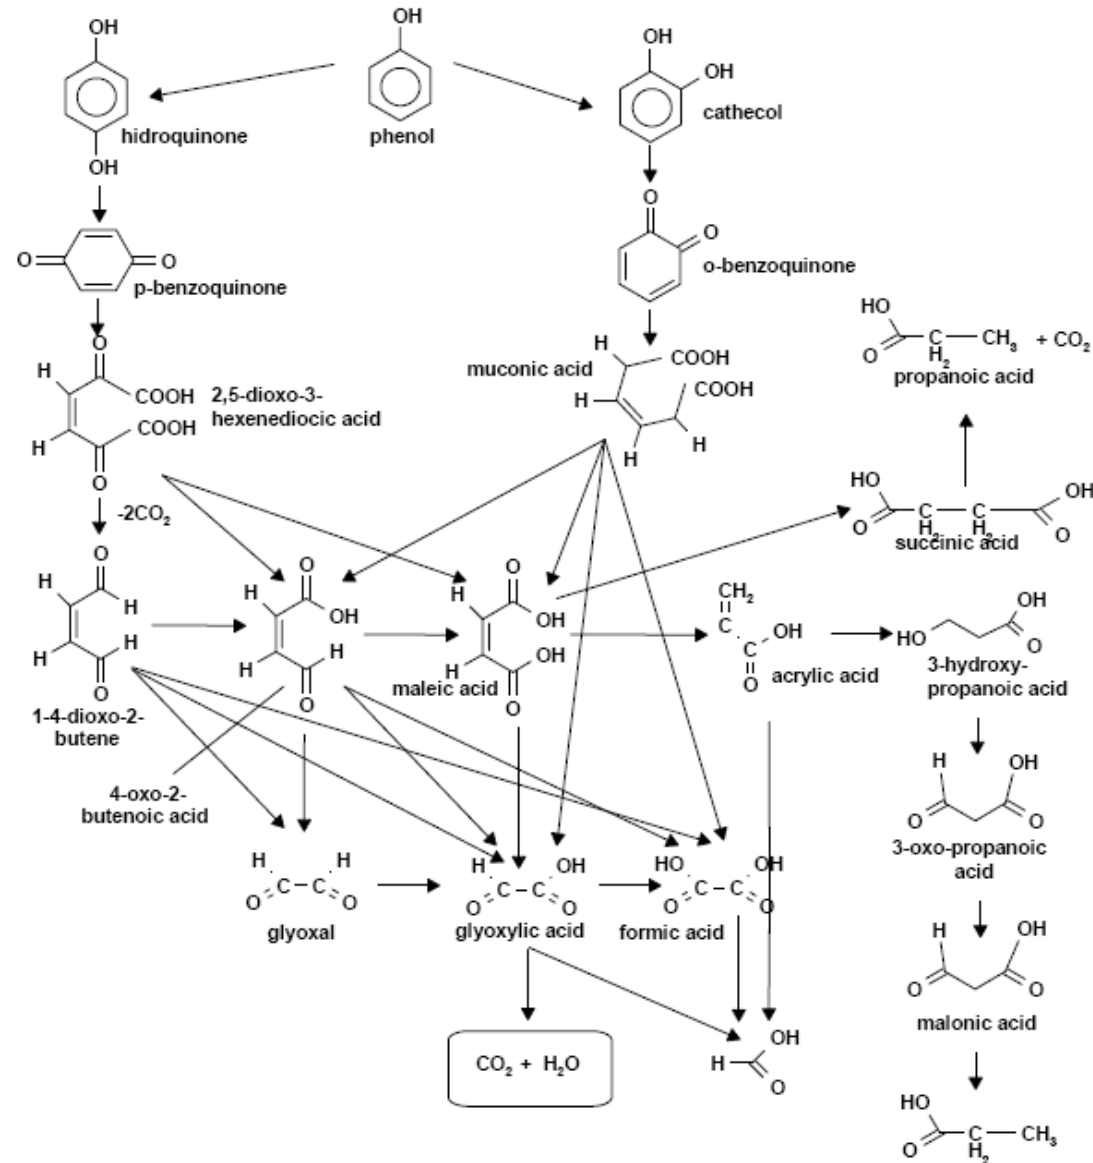 OH
OH
OH
OH
hidroquinone
phenol
cathecol
OH
O
O
O
O
p-benzoquinone
o-benzoquinone
HO
O
C
H2
CH3
+ CO2
propanoic acid
O
H
COOH
COOH
H
O
2,5-dioxo-3-
hexenediocic acid
muconic acid
H
COOH
COOH
H
H
H
-2CO2
HO
O
C
H2
C
H2
OH
O
succinic acid
O
H
H
H
H
O
1-4-dioxo-2-
butene
O
H
OH
H
H
O
4-oxo-2-
butenoic acid
O
H
OH
H
OH
O
maleic acid
CH2
C
C
OH
O
acrylic acid
HO
OH
O
3-hydroxy-
propanoic acid
H
OH
O
O
3-oxo-propanoic
acid
H
H
C
C
O
O
glyoxal
H
OH
C
C
O
O
glyoxylic acid
HO
OH
C
C
O
O
formic acid
H
OH
O
O
malonic acid
CO2 + H2O
H
OH
O
HO
O
C
H2
CH3